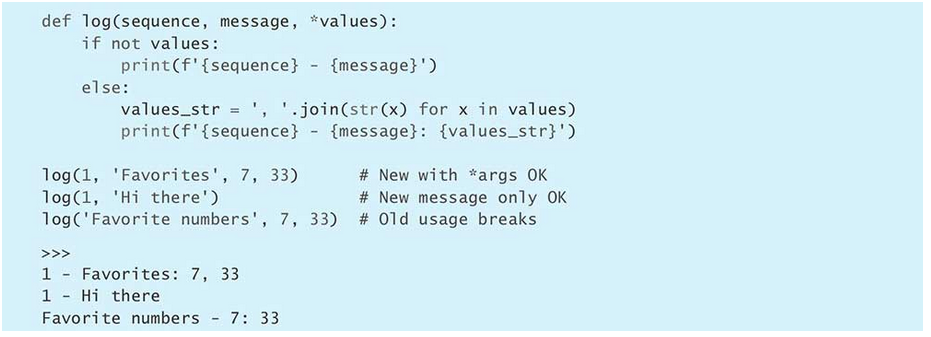 def log(sequence, message, *values):
    if not values:
        print(f'{sequence} - {message}')
    else:
        values_str = ', '.join(str(x) for x in values)
        print(f'{sequence} - {message}: {values_str}')

log(1, 'Favorites', 7, 33)      # New with *args OK
log(1, 'Hi there')              # New message only OK
log('Favorite numbers', 7, 33)  # Old usage breaks

>>>
1 - Favorites: 7, 33
1 - Hi there
Favorite numbers - 7: 33